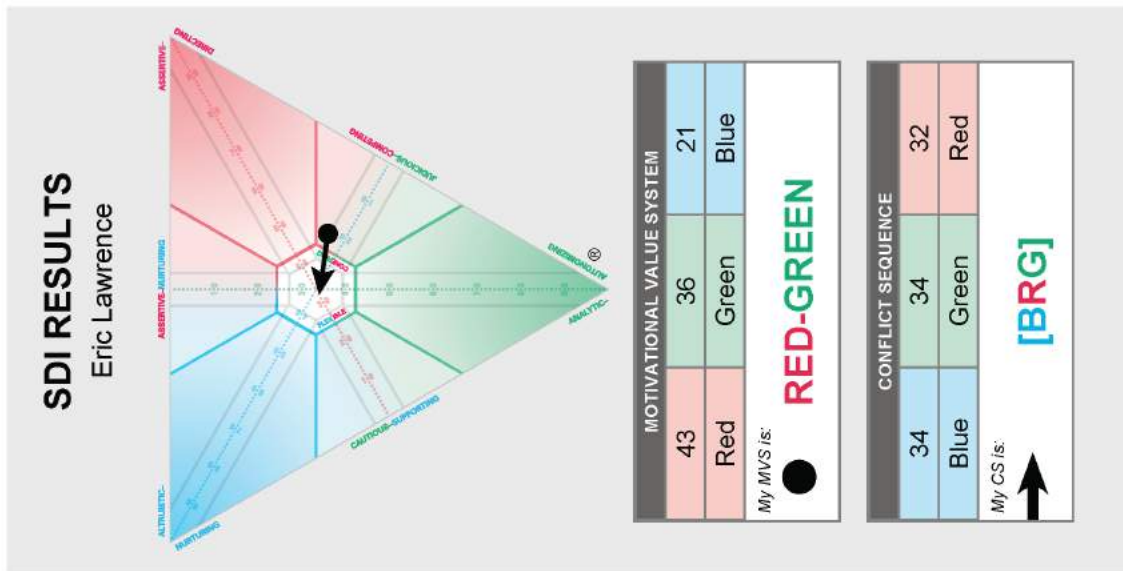 SDI RESULTS
Eric Lawrence
ALTRUISTIC–
NURTURING
ASSERTIVE–NURTURING
ASSERTIVE–
DIRECTING
FLEXIBLE
COHESIVE
CAUTIOUS–SUPPORTING
JUDICIOUS–COMPETING
ANALYTIC–
AUTONOMIZING
®
MOTIVATIONAL VALUE SYSTEM
43 36 21
Red Green Blue
My MVS is:
RED-GREEN
CONFLICT SEQUENCE
34 34 32
Blue Green Red
My CS is:
[BRG]